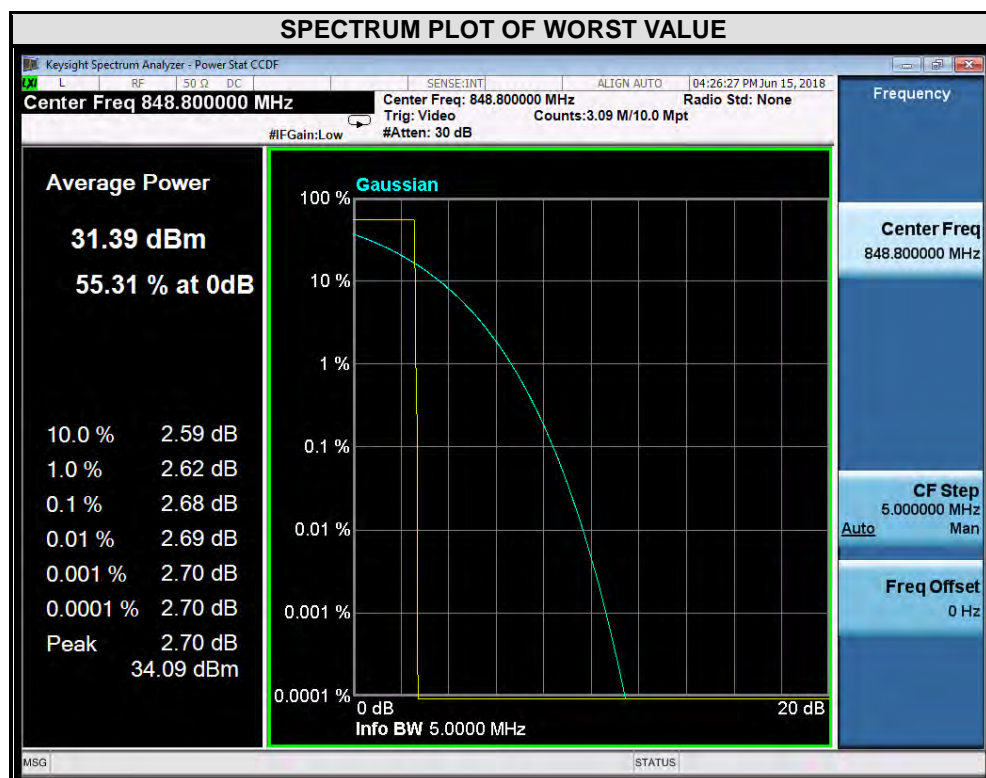 SPECTRUM PLOT OF WORST VALUE
Keysight Spectrum Analyzer - Power Stat CCDF
LXI L RF 50 Ω DC SENSE:INT ALIGN AUTO 04:26:27 PM Jun 15, 2018
Center Freq 848.800000 MHz
Center Freq: 848.800000 MHz Radio Std: None
Trig: Video Counts:3.09 M/10.0 Mpt
#IFGain:Low #Atten: 30 dB
Frequency
Average Power
31.39 dBm
55.31 % at 0dB
10.0 % 2.59 dB
1.0 % 2.62 dB
0.1 % 2.68 dB
0.01 % 2.69 dB
0.001 % 2.70 dB
0.0001 % 2.70 dB
Peak 2.70 dB
34.09 dBm
Gaussian
100 %
10 %
1 %
0.1 %
0.01 %
0.001 %
0.0001 %
0 dB 20 dB
Info BW 5.0000 MHz
Center Freq
848.800000 MHz
CF Step
5.000000 MHz
Auto Man
Freq Offset
0 Hz
MSG STATUS